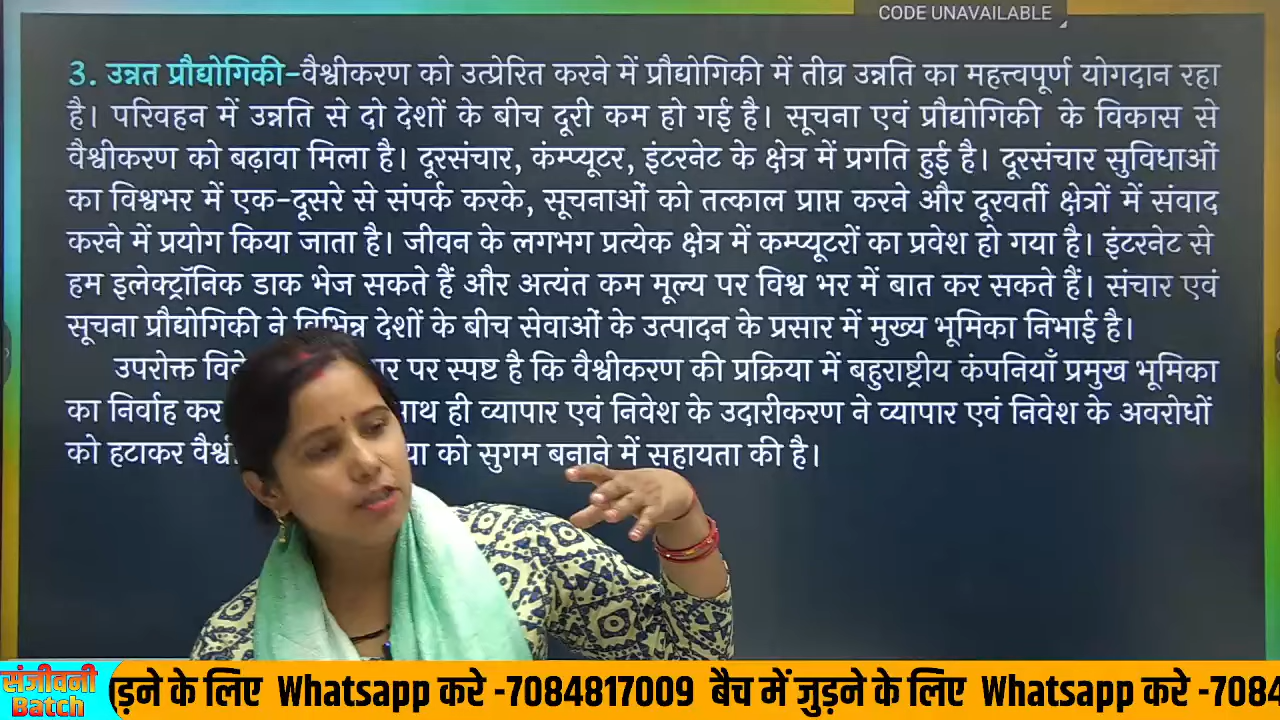 CODE UNAVAILABLE
3. उन्नत प्रौद्योगिकी-वैश्वीकरण को उत्प्रेरित करने में प्रौद्योगिकी में तीव्र उन्नति का महत्त्वपूर्ण योगदान रहा
है। परिवहन में उन्नति से दो देशों के बीच दूरी कम हो गई है। सूचना एवं प्रौद्योगिकी के विकास से
वैश्वीकरण को बढ़ावा मिला है। दूरसंचार, कंम्प्यूटर, इंटरनेट के क्षेत्र में प्रगति हुई है। दूरसंचार सुविधाओं
का विश्वभर में एक-दूसरे से संपर्क करके, सूचनाओं को तत्काल प्राप्त करने और दूरवर्ती क्षेत्रों में संवाद
करने में प्रयोग किया जाता है। जीवन के लगभग प्रत्येक क्षेत्र में कम्प्यूटरों का प्रवेश हो गया है। इंटरनेट से
हम इलेक्ट्रॉनिक डाक भेज सकते हैं और अत्यंत कम मूल्य पर विश्व भर में बात कर सकते हैं। संचार एवं
सूचना प्रौद्योगिकी ने विभिन्न देशों के बीच सेवाओं के उत्पादन के प्रसार में मुख्य भूमिका निभाई है।
उपरोक्त पर स्पष्ट है कि वैश्वीकरण की प्रक्रिया में बहुराष्ट्रीय कंपनियाँ प्रमुख भूमिका
का निर्वाह कर ही व्यापार एवं निवेश के उदारीकरण ने व्यापार एवं निवेश के अवरोधों
को हटाकर को सुगम बनाने में सहायता की है।
संजीवनी
Batch
ड़ने के लिए Whatsapp करे -7084817009 बैच में जुड़ने के लिए Whatsapp करे -7084